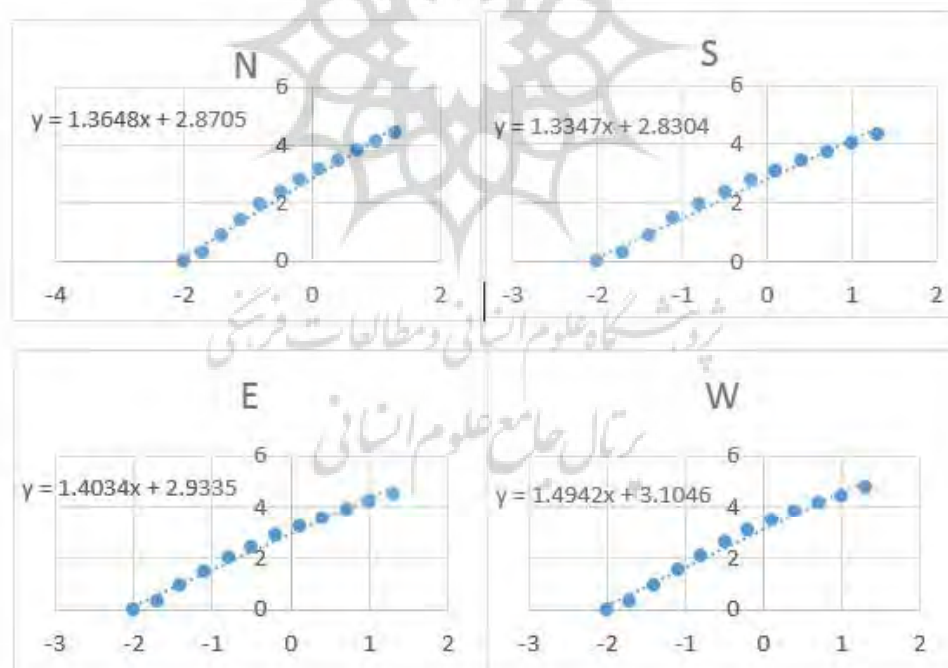 N
6
y = 1.3648x + 2.8705
4
2
0
-4 -2 0 2
S
6
y = 1.3347x + 2.8304
4
2
0
-3 -2 -1 0 1 2
پژوهشگاه علوم انسانی و مطالعات فرهنگی
پرتال جامع علوم انسانی
E
6
y = 1.4034x + 2.9335
4
2
0
-3 -2 -1 0 1 2
W
6
y = 1.4942x + 3.1046
4
2
0
-3 -2 -1 0 1 2